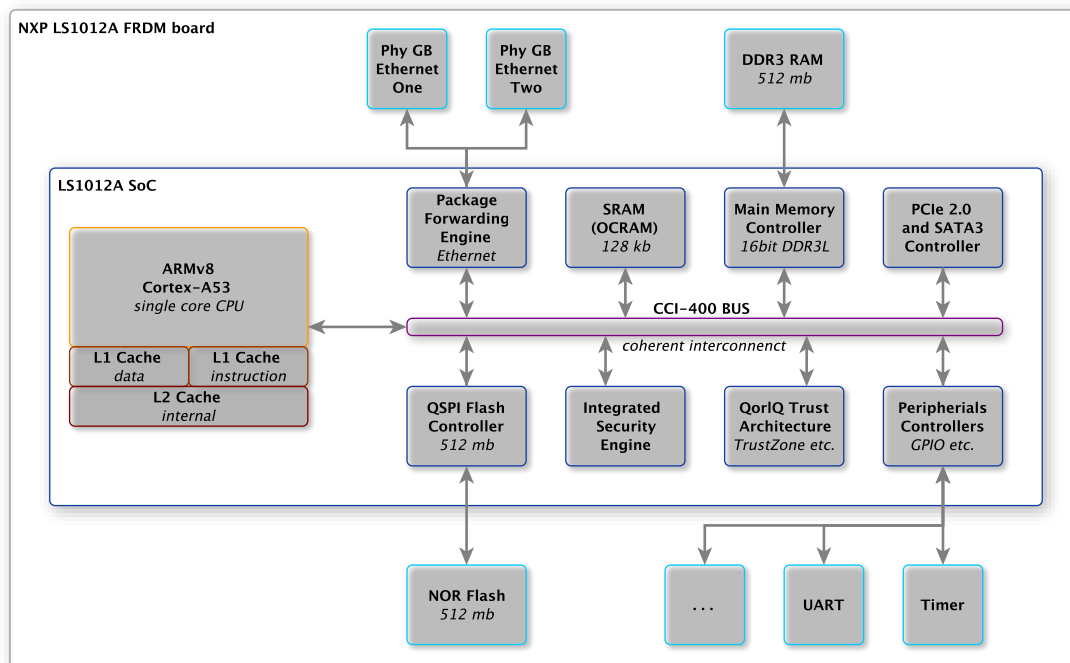 NXP LS1012A FRDM board
Phy GB
Ethernet
One
Phy GB
Ethernet
Two
DDR3 RAM
512 mb
LS1012A SoC
Package
Forwarding
Engine
Ethernet
SRAM
(OCRAM)
128 kb
Main Memory
Controller
16bit DDR3L
PCIe 2.0
and SATA3
Controller
ARMv8
Cortex-A53
single core CPU
L1 Cache
data
L1 Cache
instruction
L2 Cache
internal
CCI-400 BUS
coherent interconnenct
QSPI Flash
Controller
512 mb
Integrated
Security
Engine
QorIQ Trust
Architecture
TrustZone etc.
Peripherials
Controllers
GPIO etc.
NOR Flash
512 mb
...
UART
Timer